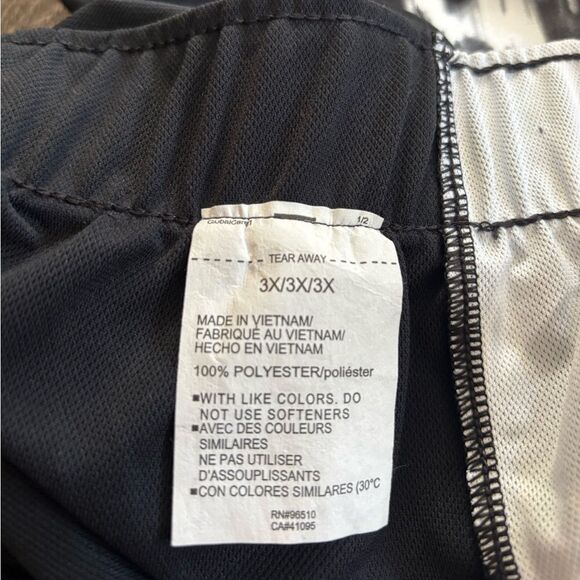 1/2
TEAR AWAY
3X/3X/3X
MADE IN VIETNAM/
FABRIQUÉ AU VIETNAM/
HECHO EN VIETNAM
100% POLYESTER/poliéster
▪WITH LIKE COLORS. DO
NOT USE SOFTENERS
▪AVEC DES COULEURS
SIMILAIRES
NE PAS UTILISER
D'ASSOUPLISSANTS
▪CON COLORES SIMILARES (30°C
RN#96510
CA#41095